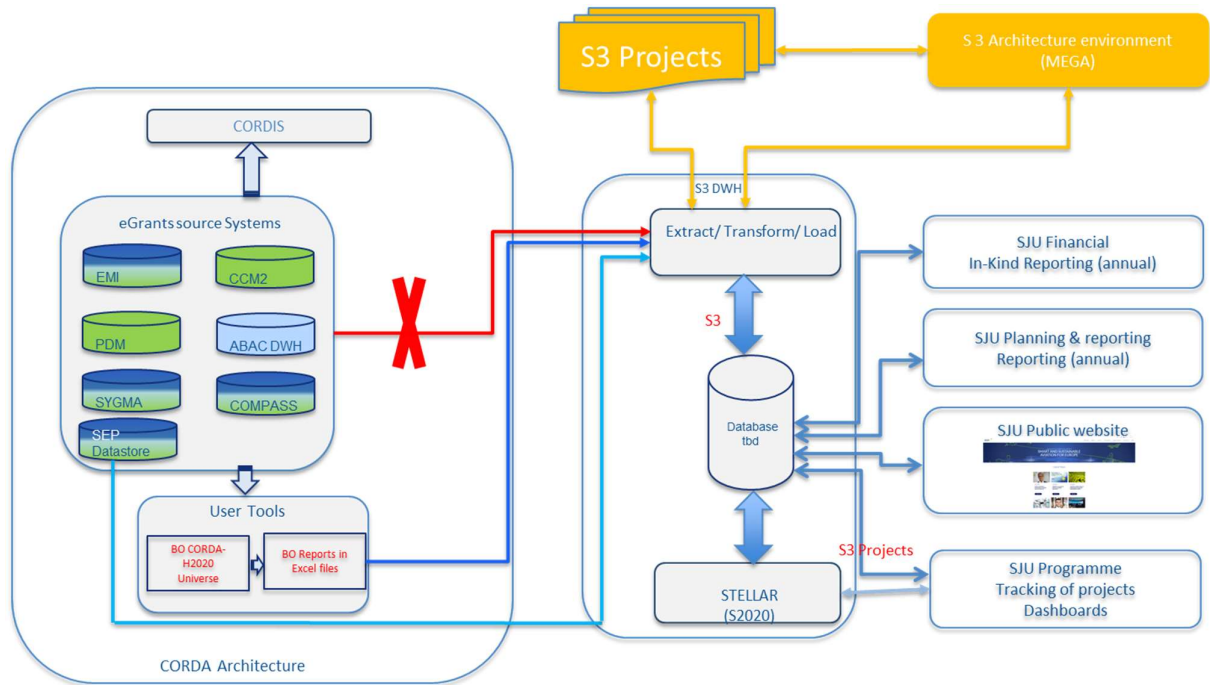 S3 Projects
S 3 Architecture environment
(MEGA)
CORDIS
eGrants source Systems
EMI
CCM2
PDM
ABAC DWH
SYGMA
COMPASS
SEP
Datastore
User Tools
BO CORDA-
H2020
Universe
BO Reports in
Excel files
CORDA Architecture
S3 DWH
Extract/ Transform/ Load
S3
Database
tbd
STELLAR
(S2020)
SJU Financial
In-Kind Reporting (annual)
SJU Planning & reporting
Reporting (annual)
SJU Public website
S3 Projects
SJU Programme
Tracking of projects
Dashboards